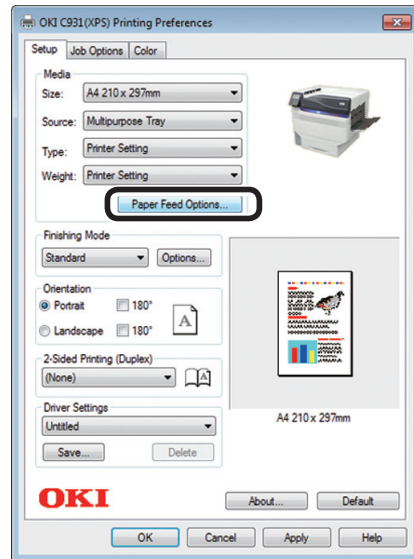 OKI C931(XPS) Printing Preferences
Setup Job Options Color
Media
Size: A4 210 x 297mm
Source: Multipurpose Tray
Type: Printer Setting
Weight: Printer Setting
Paper Feed Options...
Finishing Mode
Standard Options...
Orientation
Portrait 180°
Landscape 180°
A
2-Sided Printing (Duplex)
(None)
A
Driver Settings
Untitled
Save... Delete
A4 210 x 297mm
OKI
About... Default
OK Cancel Apply Help